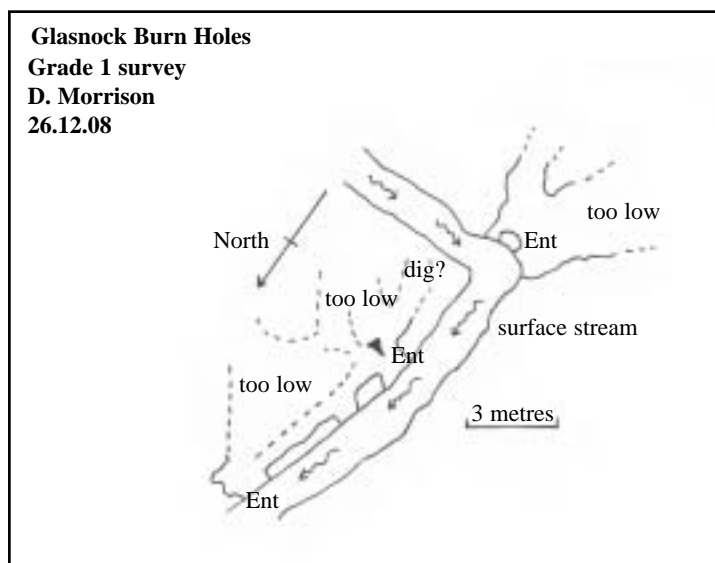 Glasnock Burn Holes
Grade 1 survey
D. Morrison
26.12.08
too low
North
Ent
dig?
too low
surface stream
Ent
too low
3 metres
Ent